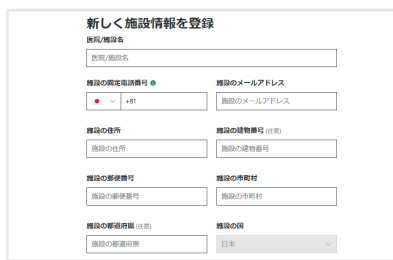 新しく施設情報を登録
医院/施設名
医院/施設名
施設の固定電話番号
施設のメールアドレス
+81
施設のメールアドレス
施設の住所
施設の建物番号 (任意)
施設の住所
施設の建物番号
施設の郵便番号
施設の市町村
施設の郵便番号
施設の市町村
施設の都道府県 (任意)
施設の国
施設の都道府県
日本